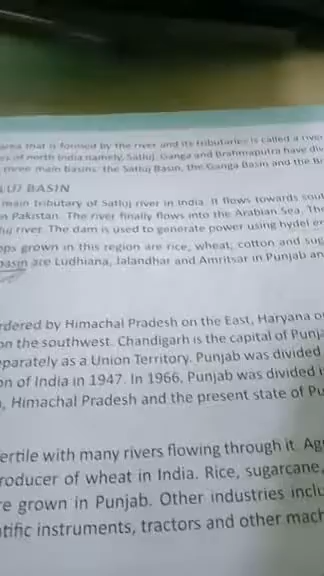 area that is formed by the river and its tributaries is called a river
of north India namely, Satluj, Ganga and Brahmaputra have div
three main basins: the Satluj Basin, the Ganga Basin and the Br
LUJ BASIN
main tributary of Satluj river in India. It flows towards sout
n Pakistan. The river finally flows into the Arabian Sea. The
luj river. The dam is used to generate power using hydel en
ops grown in this region are rice, wheat, cotton and sug
basin are Ludhiana, Jalandhar and Amritsar in Punjab an
rdered by Himachal Pradesh on the East, Haryana o
on the southwest. Chandigarh is the capital of Punja
eparately as a Union Territory. Punjab was divided
on of India in 1947. In 1966, Punjab was divided i
, Himachal Pradesh and the present state of Pu
ertile with many rivers flowing through it. Ag
roducer of wheat in India. Rice, sugarcane,
re grown in Punjab. Other industries inclu
ntific instruments, tractors and other mach